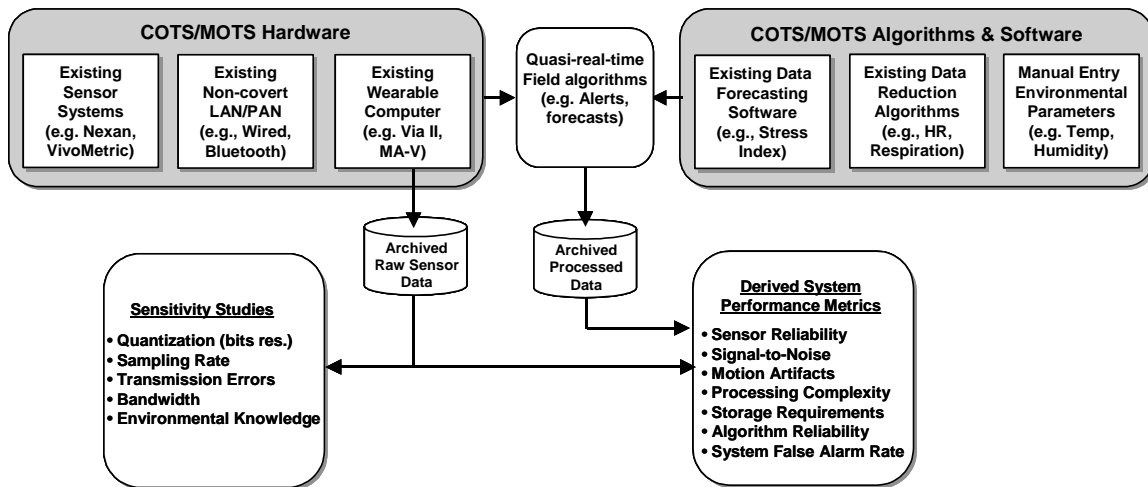 COTS/MOTS Hardware
Existing
Sensor
Systems
(e.g. Nexan,
VivoMetric)
Existing
Non-covert
LAN/PAN
(e.g., Wired,
Bluetooth)
Existing
Wearable
Computer
(e.g. Via II,
MA-V)
Quasi-real-time
Field algorithms
(e.g. Alerts,
forecasts)
COTS/MOTS Algorithms & Software
Existing Data
Forecasting
Software
(e.g., Stress
Index)
Existing Data
Reduction
Algorithms
(e.g., HR,
Respiration)
Manual Entry
Environmental
Parameters
(e.g. Temp,
Humidity)
Archived
Raw Sensor
Data
Archived
Processed
Data
Sensitivity Studies
• Quantization (bits res.)
• Sampling Rate
• Transmission Errors
• Bandwidth
• Environmental Knowledge
Derived System
Performance Metrics
• Sensor Reliability
• Signal-to-Noise
• Motion Artifacts
• Processing Complexity
• Storage Requirements
• Algorithm Reliability
• System False Alarm Rate